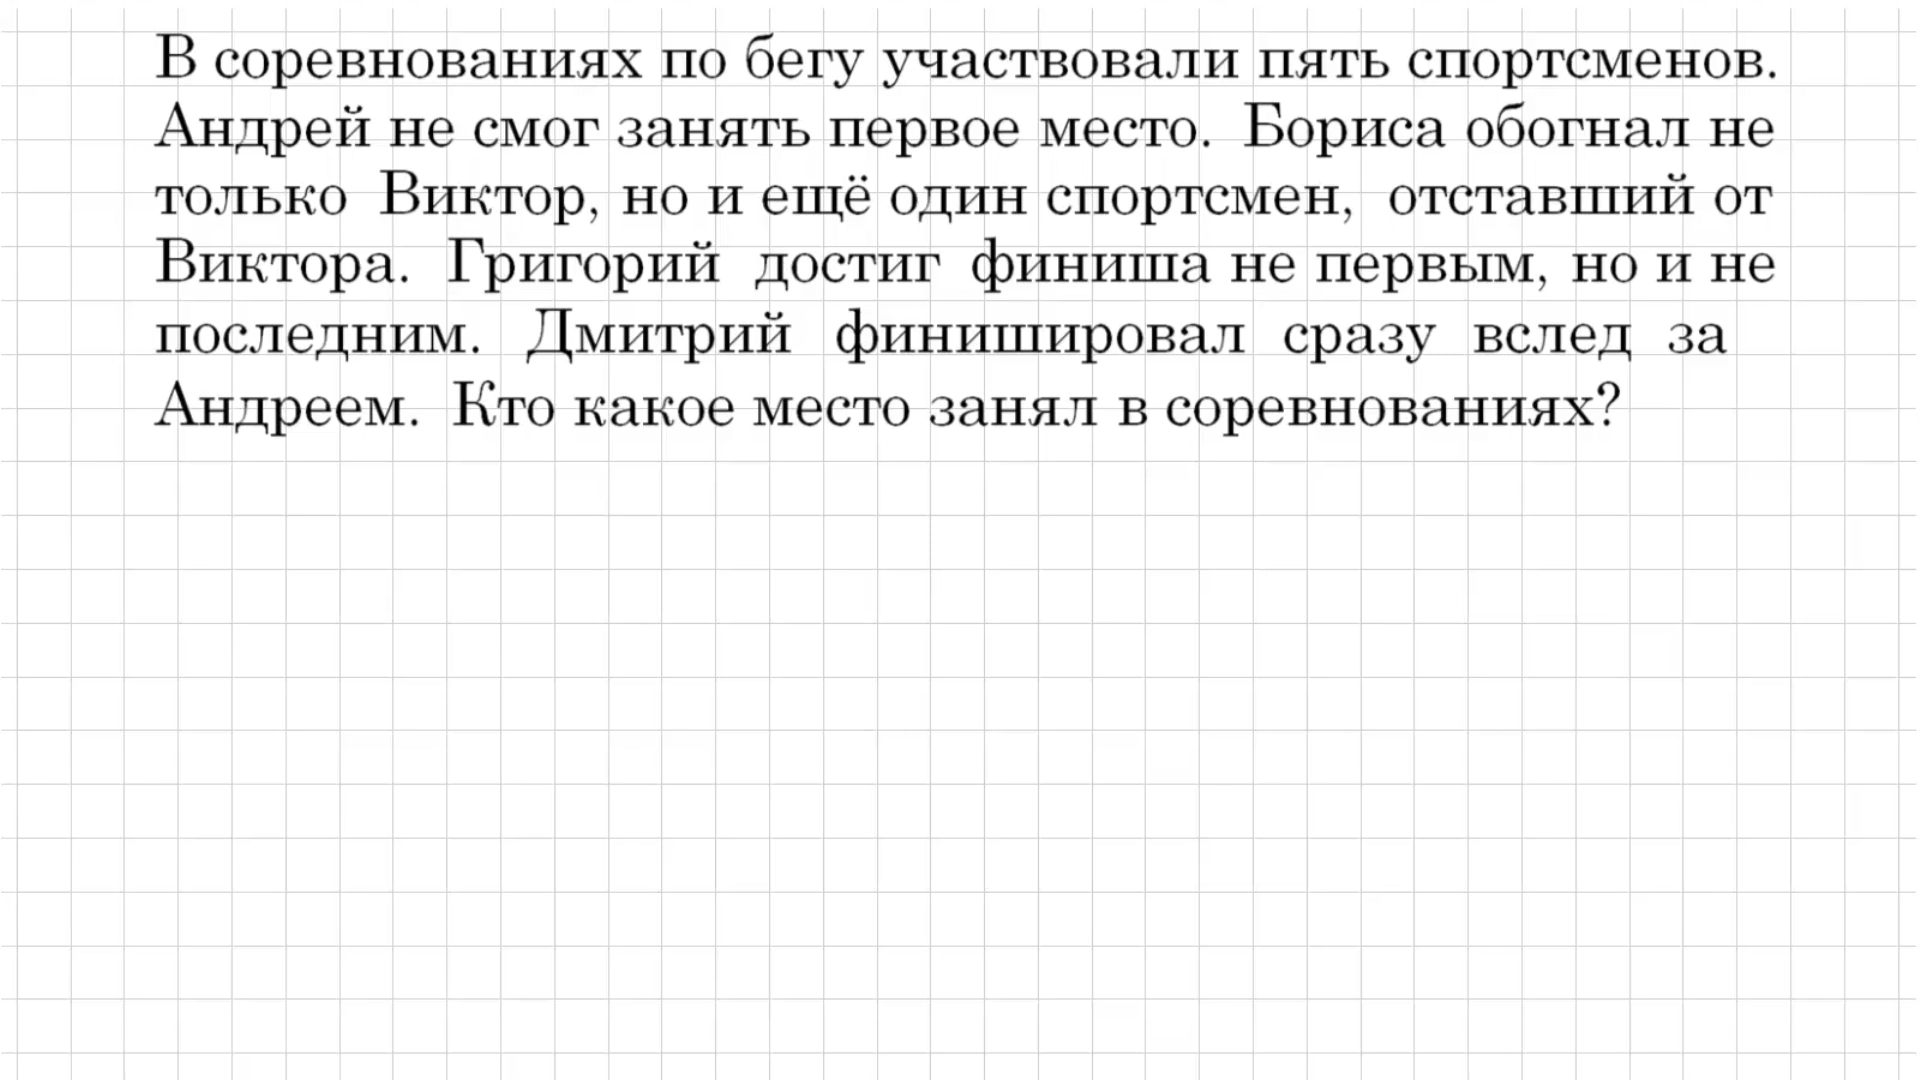 В соревнованиях по бегу участвовали пять спортсменов.
Андрей не смог занять первое место. Бориса обогнал не
только Виктор, но и ещё один спортсмен, отставший от
Виктора. Григорий достиг финиша не первым, но и не
последним. Дмитрий финишировал сразу вслед за
Андреем. Кто какое место занял в соревнованиях?